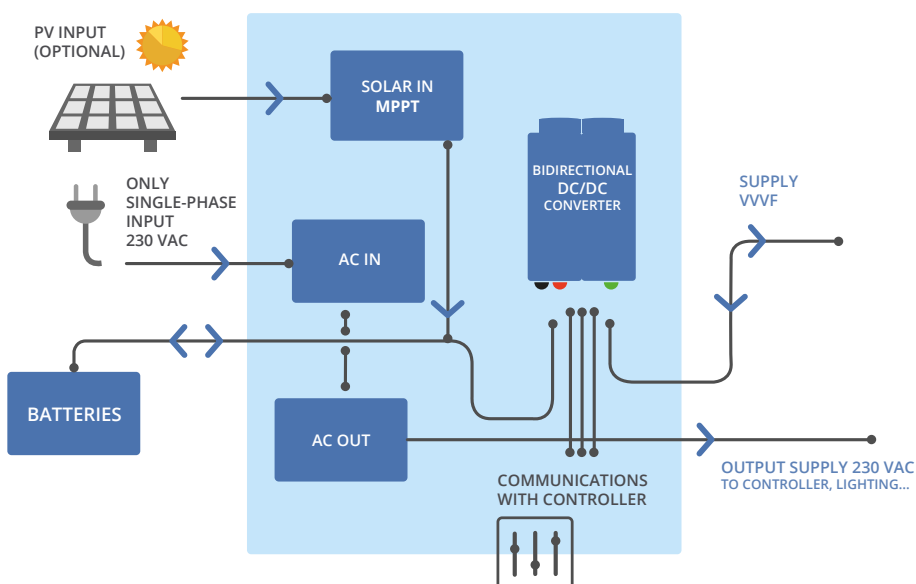 PV INPUT
(OPTIONAL)
SOLAR IN
MPPT
BIDIRECTIONAL
DC/DC
CONVERTER
ONLY
SINGLE-PHASE
INPUT
230 VAC
SUPPLY
VVVF
AC IN
BATTERIES
AC OUT
OUTPUT SUPPLY 230 VAC
TO CONTROLLER, LIGHTING...
COMMUNICATIONS
WITH CONTROLLER